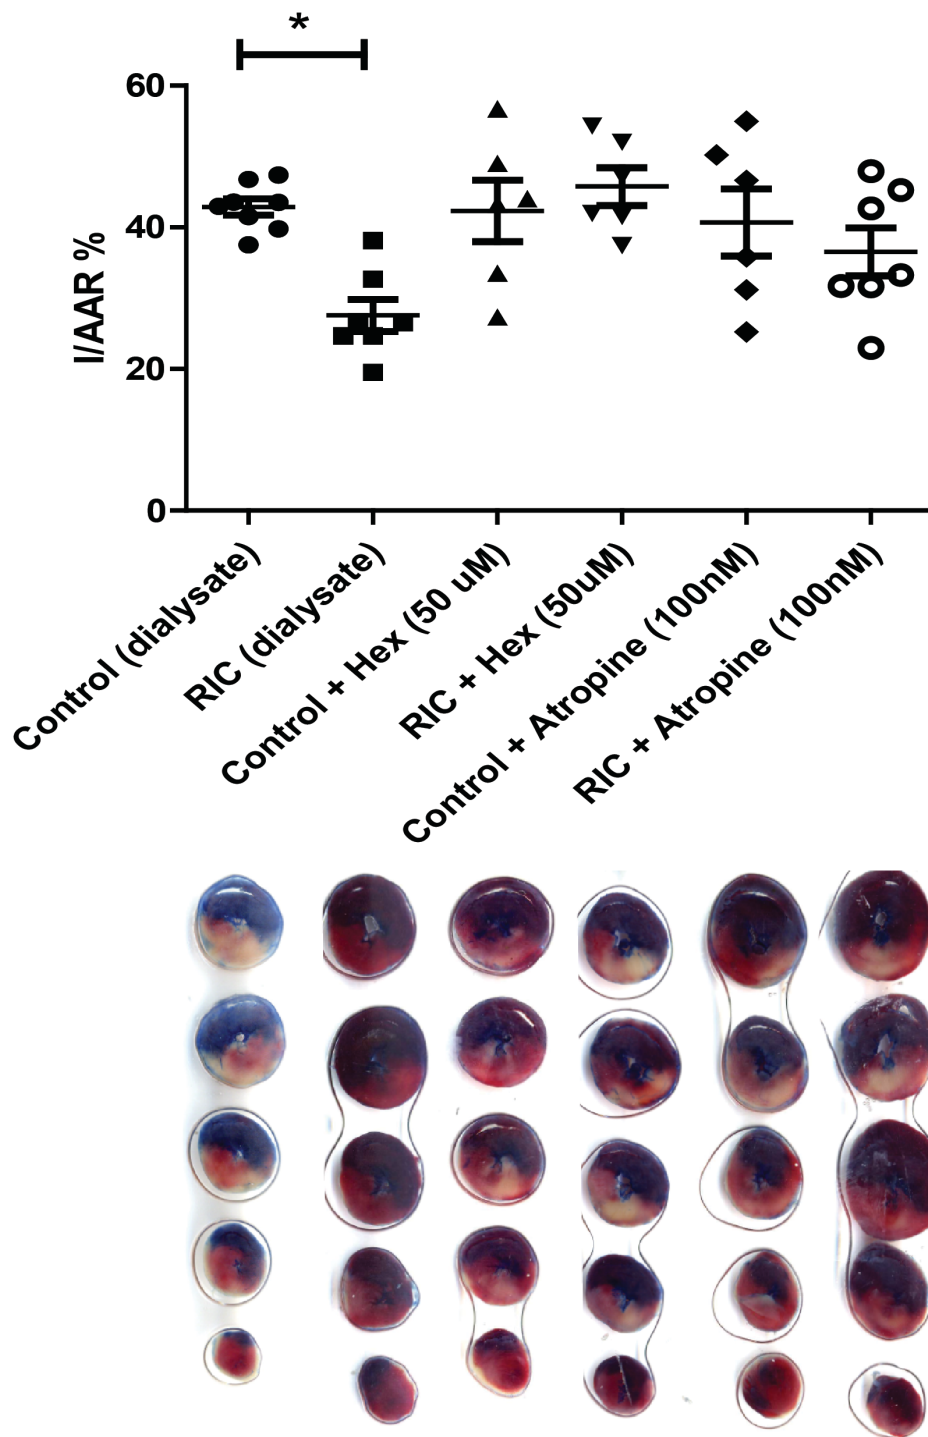 *
60
40
20
0
I/AAR %
Control (dialysate)
RIC (dialysate)
Control + Hex (50 uM)
RIC + Hex (50uM)
Control + Atropine (100nM)
RIC + Atropine (100nM)